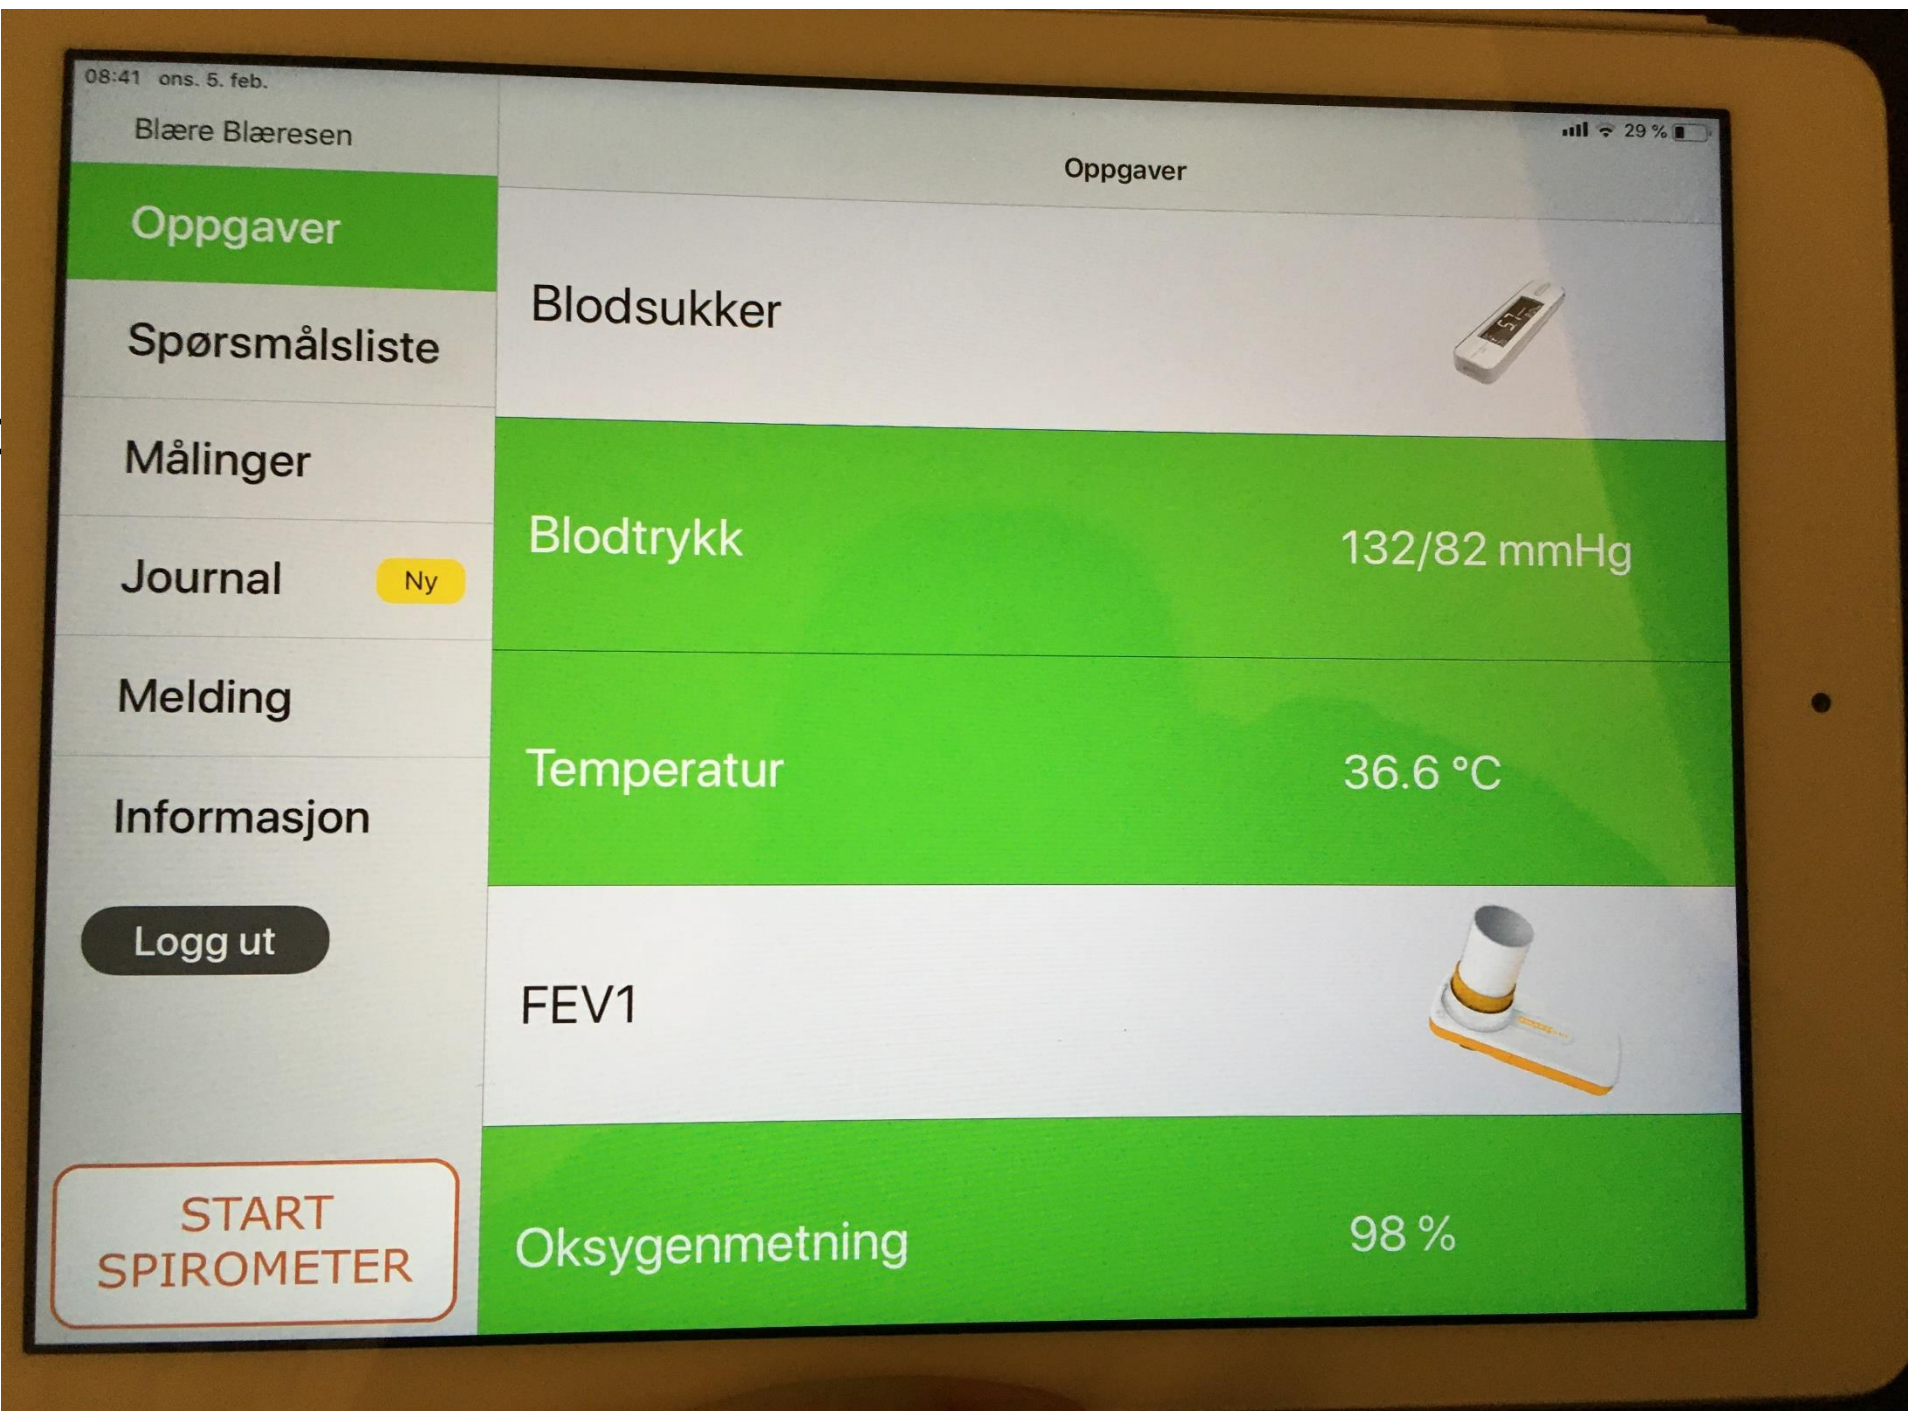 08:41 ons. 5. feb.
29 %
Blære Blæresen
Oppgaver
Oppgaver
Spørsmålsliste
Målinger
Journal Ny
Melding
Informasjon
Logg ut
START
SPIROMETER
Blodsukker
Blodtrykk 132/82 mmHg
Temperatur 36.6 °C
FEV1
Oksygenmetning 98 %